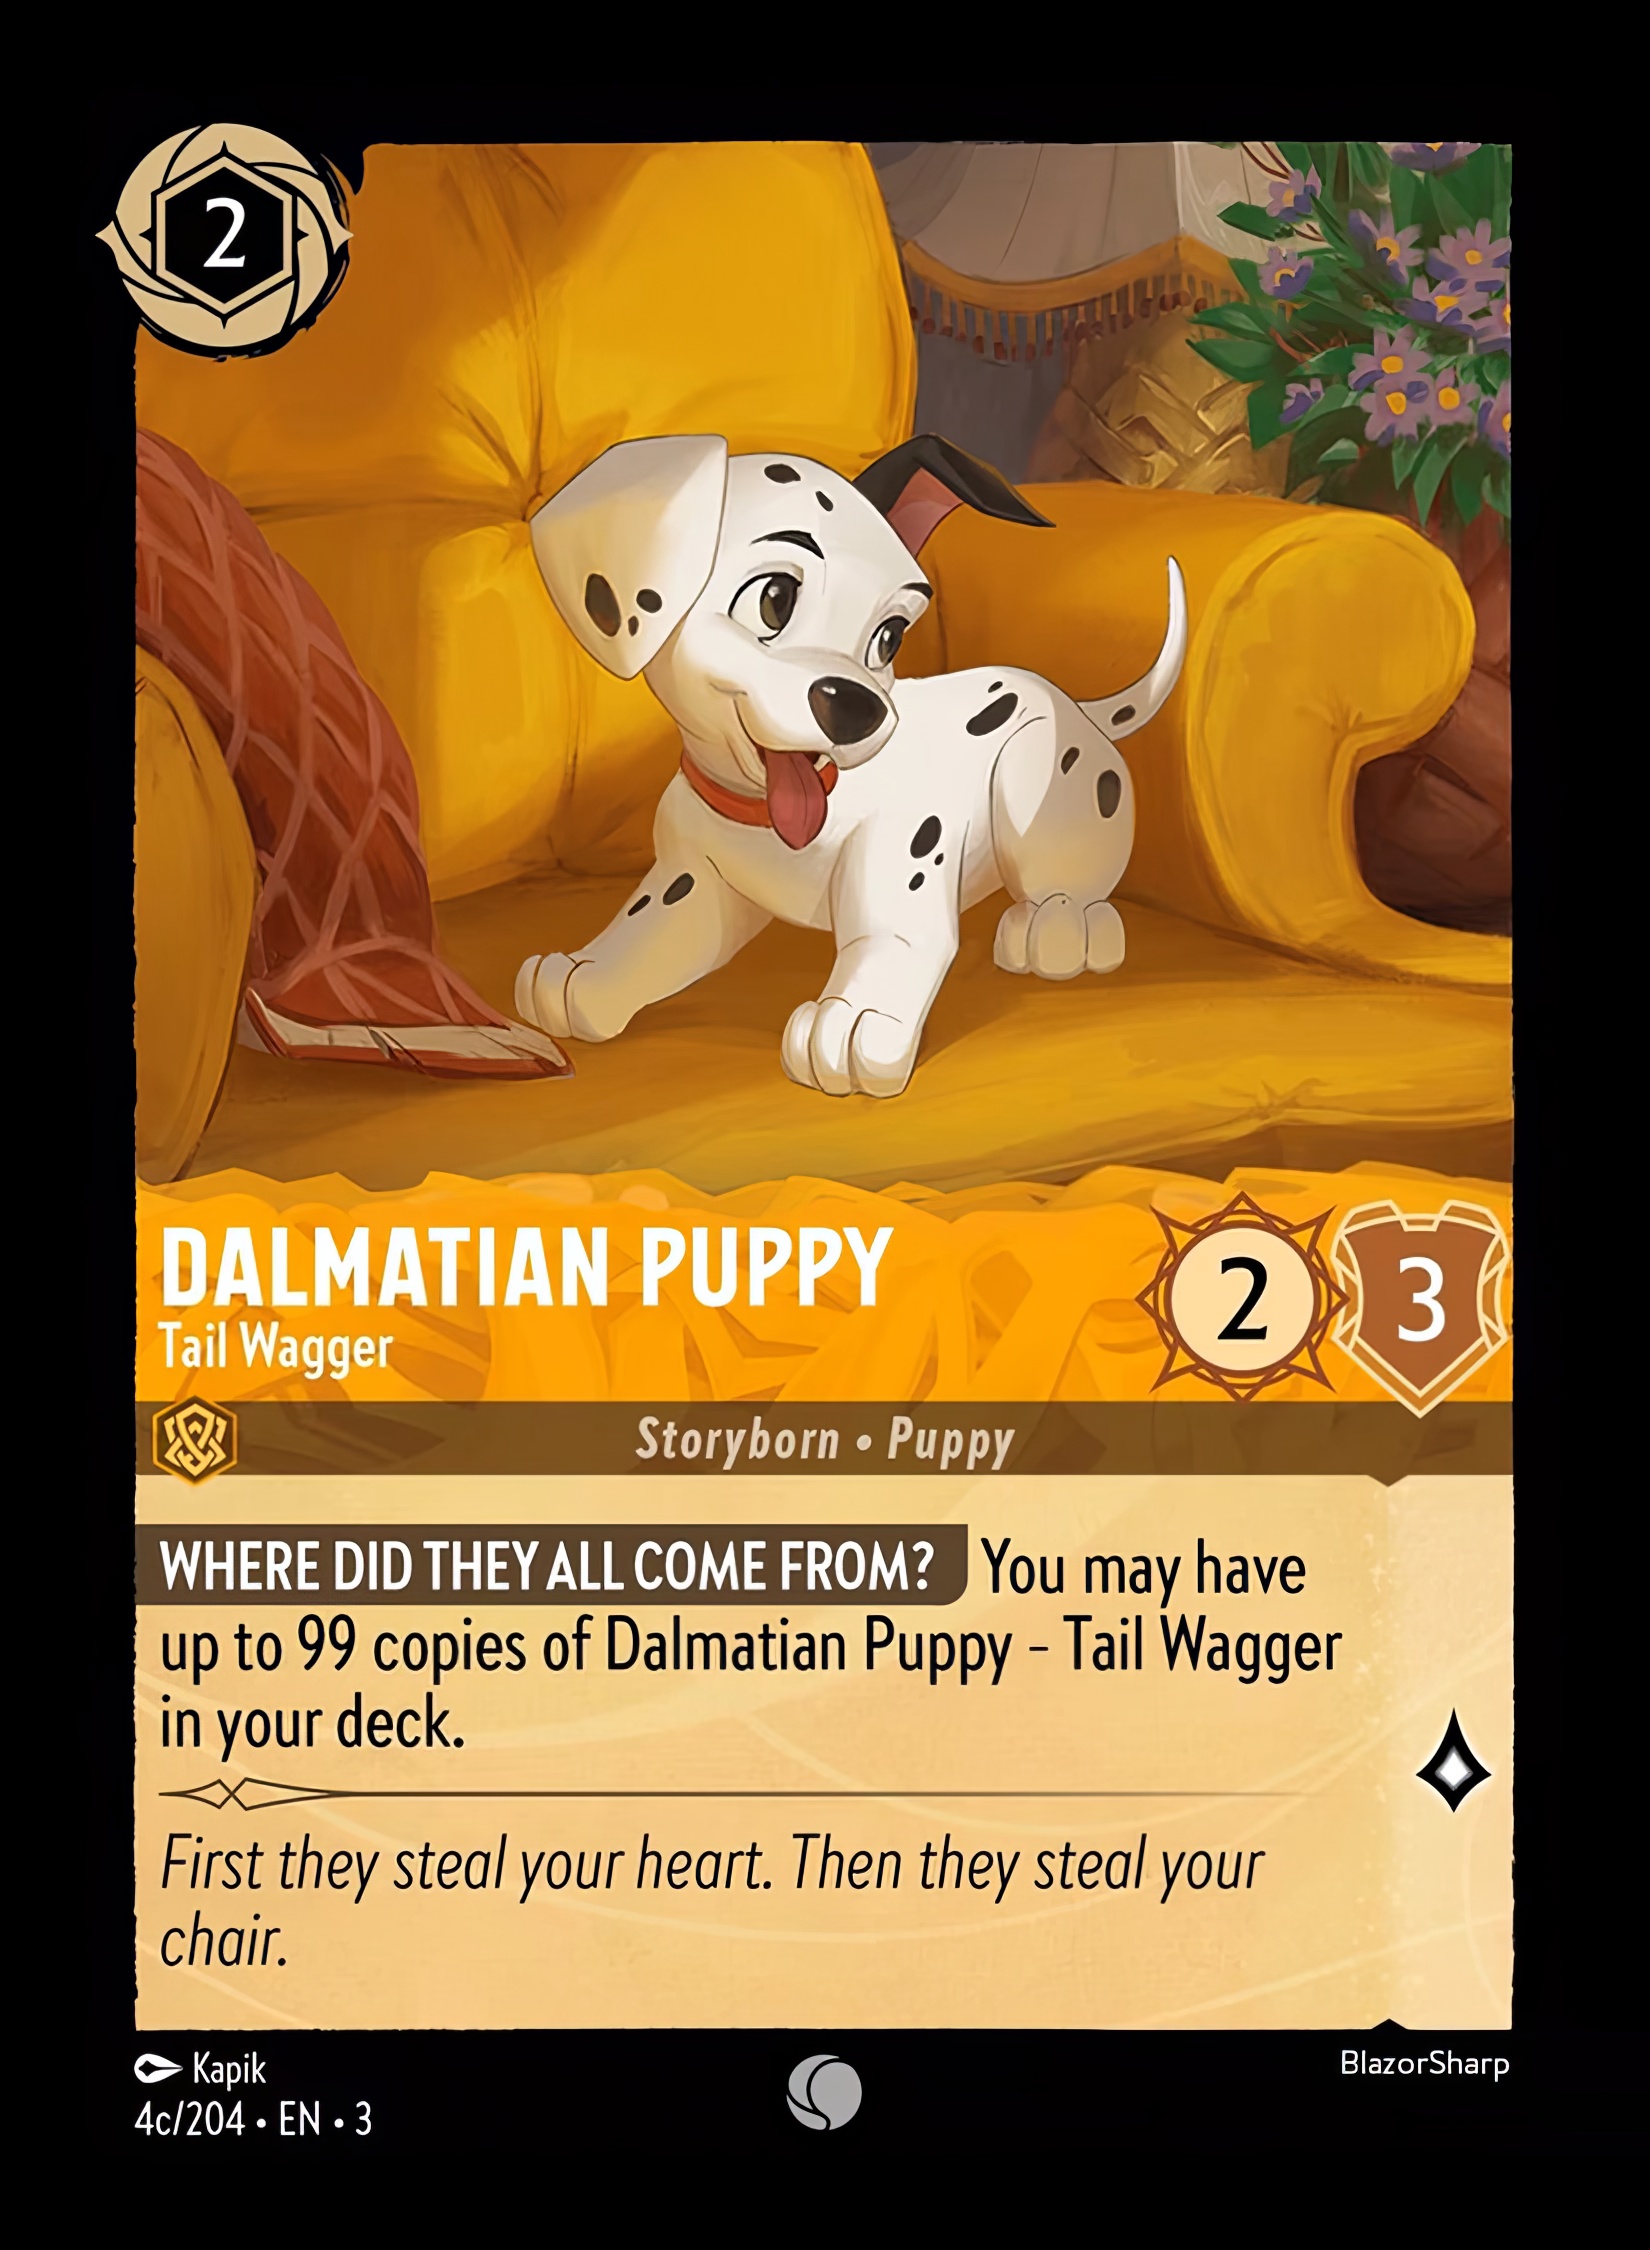 2
DALMATIAN PUPPY
Tail Wagger
2
3
Storyborn • Puppy
WHERE DID THEY ALL COME FROM? You may have
up to 99 copies of Dalmatian Puppy – Tail Wagger
in your deck.
First they steal your heart. Then they steal your
chair.
Kapik
BlazorSharp
4c/204 • EN • 3